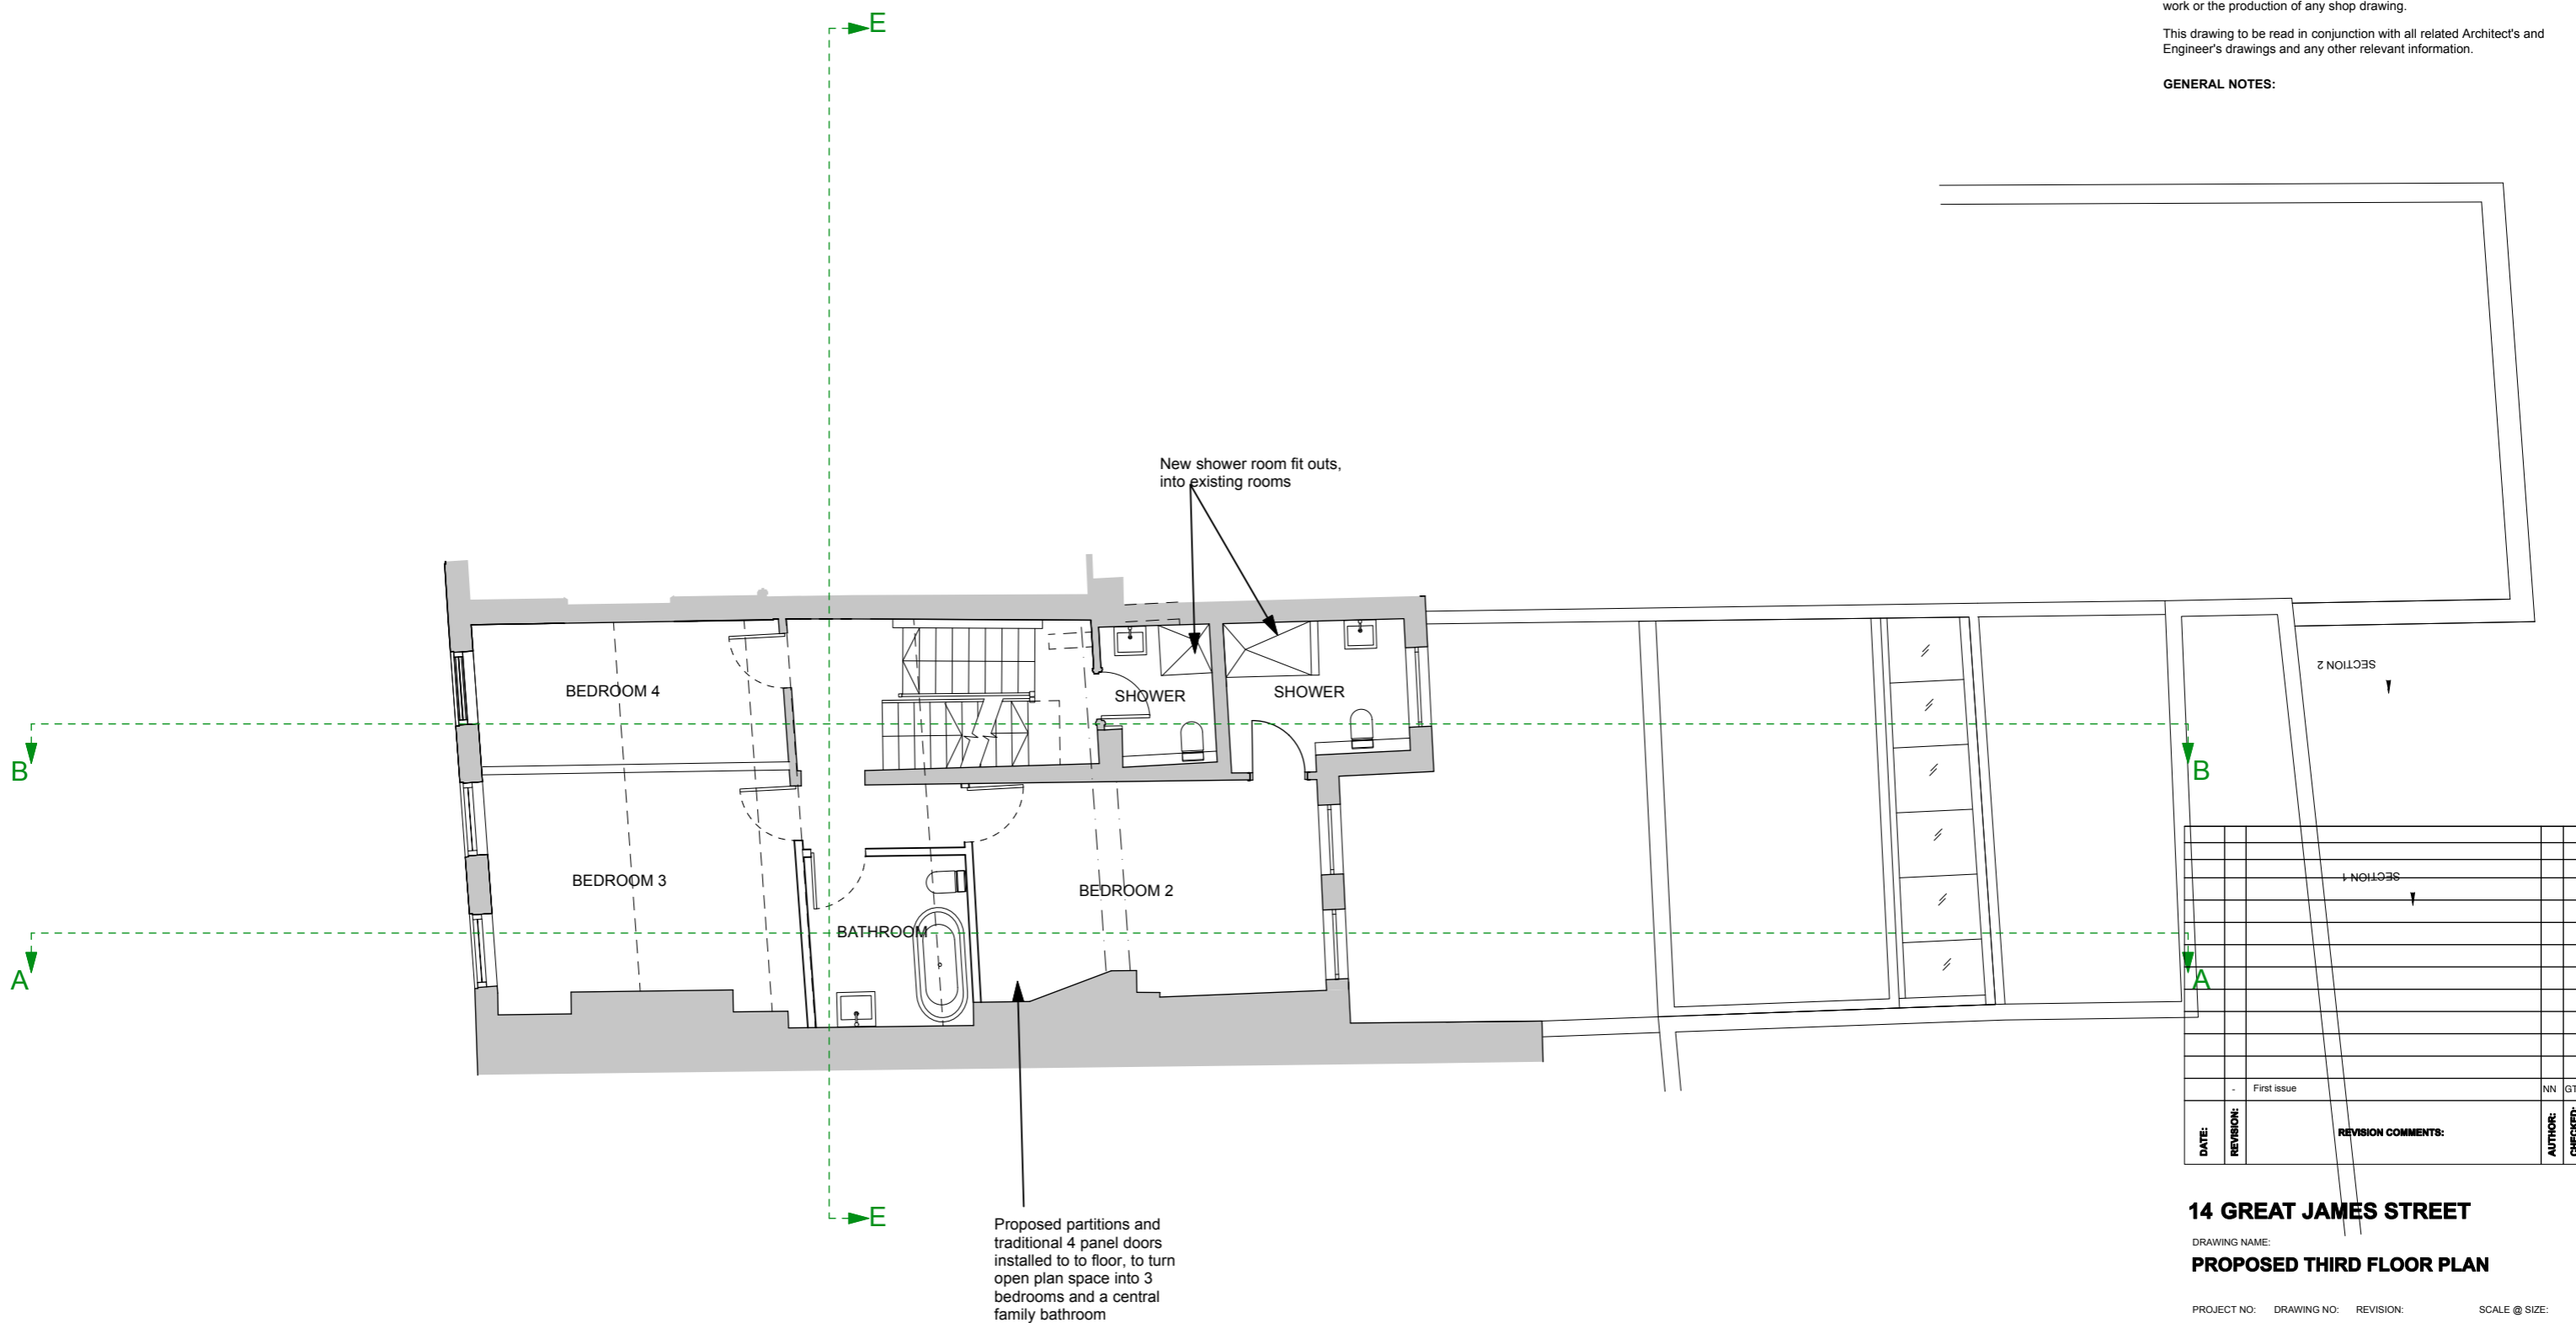 work or the production of any shop drawing.
This drawing to be read in conjunction with all related Architect's and
Engineer's drawings and any other relevant information.
GENERAL NOTES:
E
New shower room fit outs,
into existing rooms
BEDROOM 4
SHOWER
SHOWER
SECTION 2
B
B
BEDROOM 3
BEDROOM 2
SECTION 1
BATHROOM
A
A
E
Proposed partitions and
traditional 4 panel doors
installed to to floor, to turn
open plan space into 3
bedrooms and a central
family bathroom
- First issue NN GT
DATE: REVISION: REVISION COMMENTS: AUTHOR: CHECKED:
14 GREAT JAMES STREET
DRAWING NAME:
PROPOSED THIRD FLOOR PLAN
PROJECT NO: DRAWING NO: REVISION: SCALE @ SIZE: